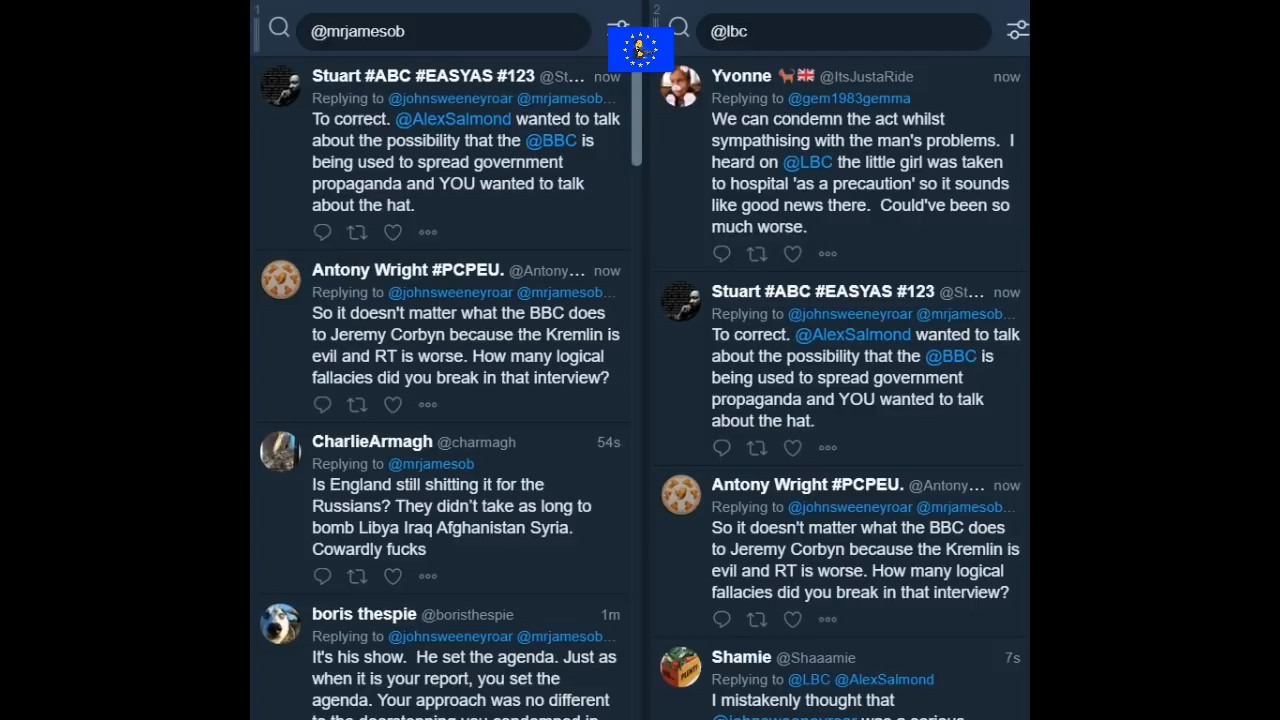 1
@mrjamesob
Stuart #ABC #EASYAS #123 @St... now
Replying to @johnsweeneyroar @mrjamesob...
To correct. @AlexSalmond wanted to talk
about the possibility that the @BBC is
being used to spread government
propaganda and YOU wanted to talk
about the hat.
Antony Wright #PCPEU. @Antony... now
Replying to @johnsweeneyroar @mrjamesob...
So it doesn't matter what the BBC does
to Jeremy Corbyn because the Kremlin is
evil and RT is worse. How many logical
fallacies did you break in that interview?
CharlieArmagh @charmagh 54s
Replying to @mrjamesob
Is England still shitting it for the
Russians? They didn't take as long to
bomb Libya Iraq Afghanistan Syria.
Cowardly fucks
boris thespie @boristhespie 1m
Replying to @johnsweeneyroar @mrjamesob...
It's his show. He set the agenda. Just as
when it is your report, you set the
agenda. Your approach was no different
to the doorstepping you condemned in
2
@lbc
Yvonne @ItsJustaRide now
Replying to @gem1983gemma
We can condemn the act whilst
sympathising with the man's problems. I
heard on @LBC the little girl was taken
to hospital 'as a precaution' so it sounds
like good news there. Could've been so
much worse.
Stuart #ABC #EASYAS #123 @St... now
Replying to @johnsweeneyroar @mrjamesob...
To correct. @AlexSalmond wanted to talk
about the possibility that the @BBC is
being used to spread government
propaganda and YOU wanted to talk
about the hat.
Antony Wright #PCPEU. @Antony... now
Replying to @johnsweeneyroar @mrjamesob...
So it doesn't matter what the BBC does
to Jeremy Corbyn because the Kremlin is
evil and RT is worse. How many logical
fallacies did you break in that interview?
Shamie @Shaaamie 7s
Replying to @LBC @AlexSalmond
I mistakenly thought that
@johnsweeneyroar was a serious